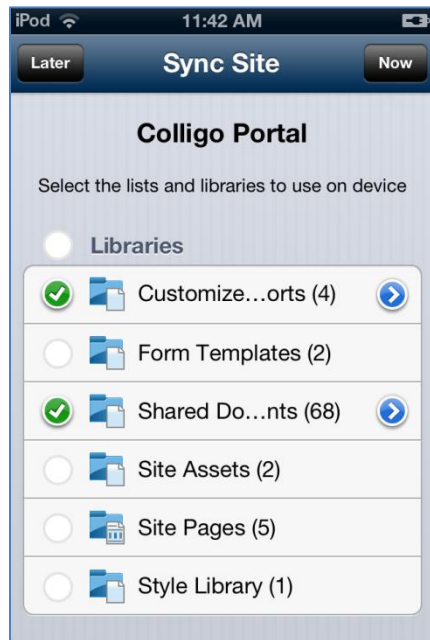 iPod 11:42 AM
Later Sync Site Now
Colligo Portal
Select the lists and libraries to use on device
Libraries
Customize...orts (4)
Form Templates (2)
Shared Do...nts (68)
Site Assets (2)
Site Pages (5)
Style Library (1)